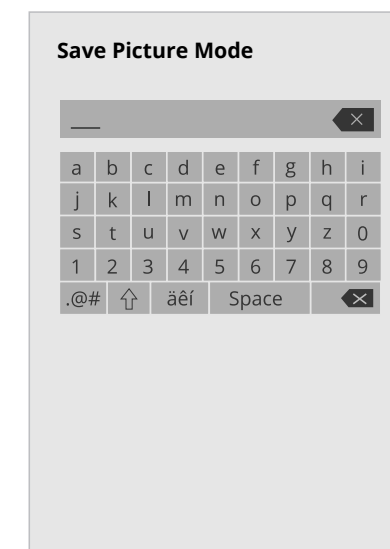 Save Picture Mode
a b c d e f g h i
j k l m n o p q r
s t u v w x y z 0
1 2 3 4 5 6 7 8 9
.@# äêí Space